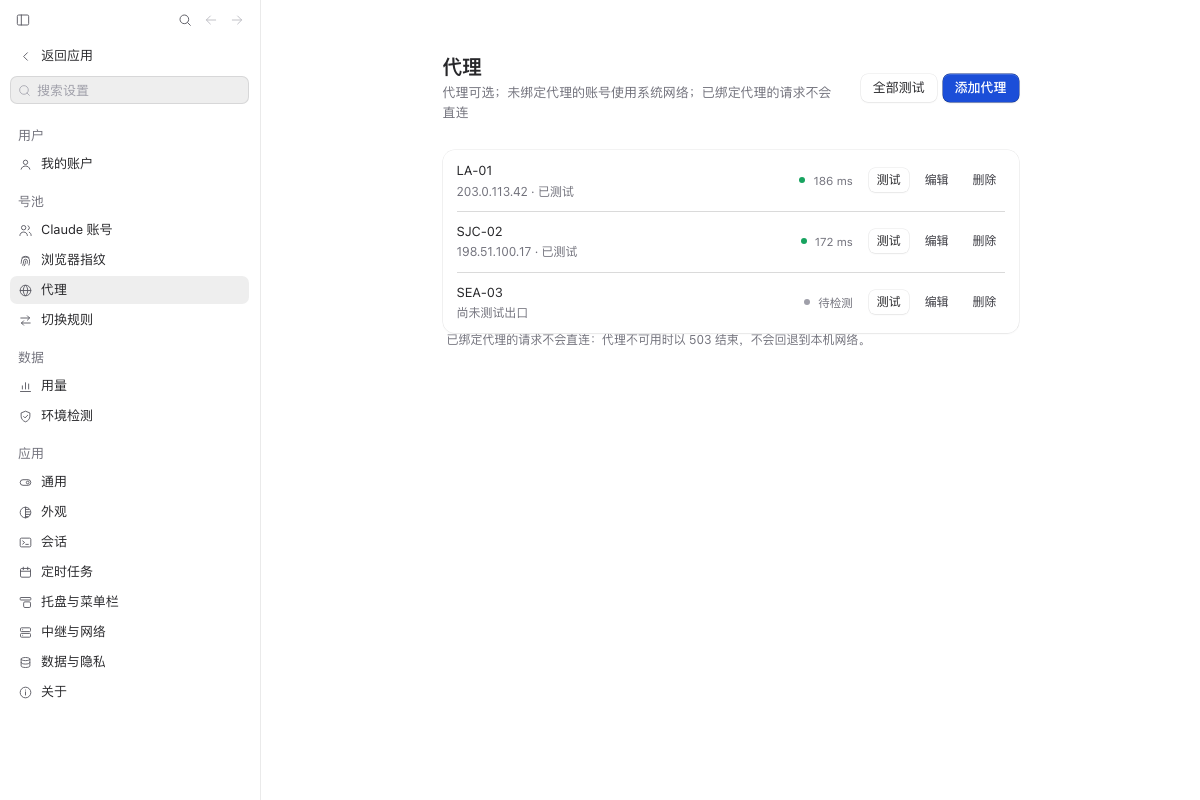 返回应用
搜索设置
用户
我的账户
号池
Claude 账号
浏览器指纹
代理
切换规则
数据
用量
环境检测
应用
通用
外观
会话
定时任务
托盘与菜单栏
中继与网络
数据与隐私
关于
代理
代理可选；未绑定代理的账号使用系统网络；已绑定代理的请求不会
直连
全部测试
添加代理
LA-01
203.0.113.42 · 已测试
186 ms
测试
编辑
删除
SJC-02
198.51.100.17 · 已测试
172 ms
测试
编辑
删除
SEA-03
尚未测试出口
待检测
测试
编辑
删除
已绑定代理的请求不会直连：代理不可用时以 503 结束，不会回退到本机网络。